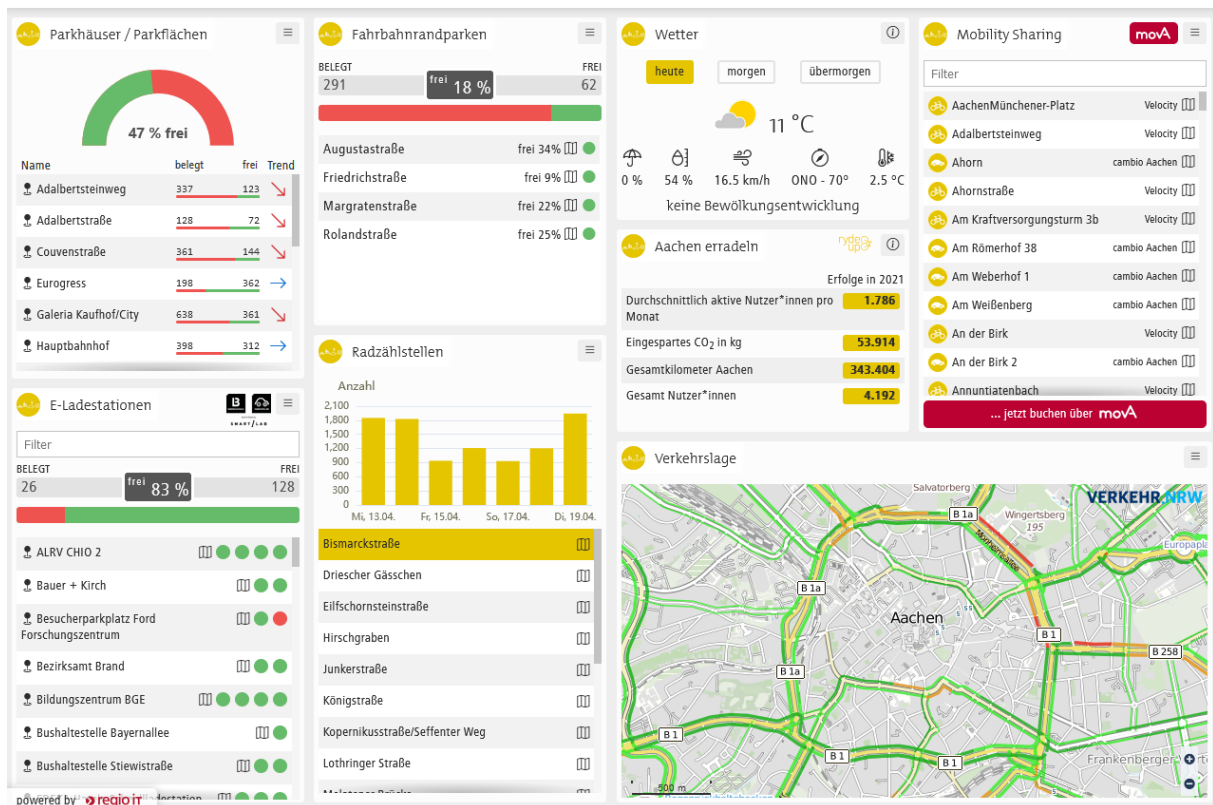 Parkhäuser / Parkflächen
47 % frei
Name belegt frei Trend
Adalbertsteinweg 337 123
Adalbertstraße 128 72
Couvenstraße 361 144
Eurogress 198 362
Galeria Kaufhof/City 638 361
Hauptbahnhof 398 312
E-Ladestationen
SMART/LAB
Filter
BELEGT FREI
26 frei 83 % 128
ALRV CHIO 2
Bauer + Kirch
Besucherparkplatz Ford
Forschungszentrum
Bezirksamt Brand
Bildungszentrum BGE
Bushaltestelle Bayernallee
Bushaltestelle Stiewistraße
powered by regio iT
Fahrbahnrandparken
BELEGT FREI
291 frei 18 % 62
Augustastraße frei 34%
Friedrichstraße frei 9%
Margratenstraße frei 22%
Rolandstraße frei 25%
Radzählstellen
Anzahl
2,100
1,800
1,500
1,200
900
600
300
0
Mi, 13.04. Fr, 15.04. So, 17.04. Di, 19.04.
Bismarckstraße
Driescher Gässchen
Eilfschornsteinstraße
Hirschgraben
Junkerstraße
Königstraße
Kopernikusstraße/Seffenter Weg
Lothringer Straße
Wetter
heute morgen übermorgen
11 °C
0 % 54 % 16.5 km/h ONO - 70° 2.5 °C
keine Bewölkungsentwicklung
Aachen erradeln
ryde up
Erfolge in 2021
Durchschnittlich aktive Nutzer*innen pro
Monat 1.786
Eingespartes CO2 in kg 53.914
Gesamtkilometer Aachen 343.404
Gesamt Nutzer*innen 4.192
Mobility Sharing movA
Filter
AachenMünchener-Platz Velocity
Adalbertsteinweg Velocity
Ahorn cambio Aachen
Ahornstraße Velocity
Am Kraftversorgungsturm 3b Velocity
Am Römerhof 38 cambio Aachen
Am Weberhof 1 cambio Aachen
Am Weißenberg cambio Aachen
An der Birk Velocity
An der Birk 2 cambio Aachen
Annuntiatenbach Velocity
... jetzt buchen über movA
Verkehrslage
Salvatorberg
VERKEHR.NRW
B 1a
Wingertsberg
195
Monheimsallee
Europapla
B 1a
Aachen
B 1
B 258
B 1a
B 1
B 1
B 1
Frankenberger
500 m